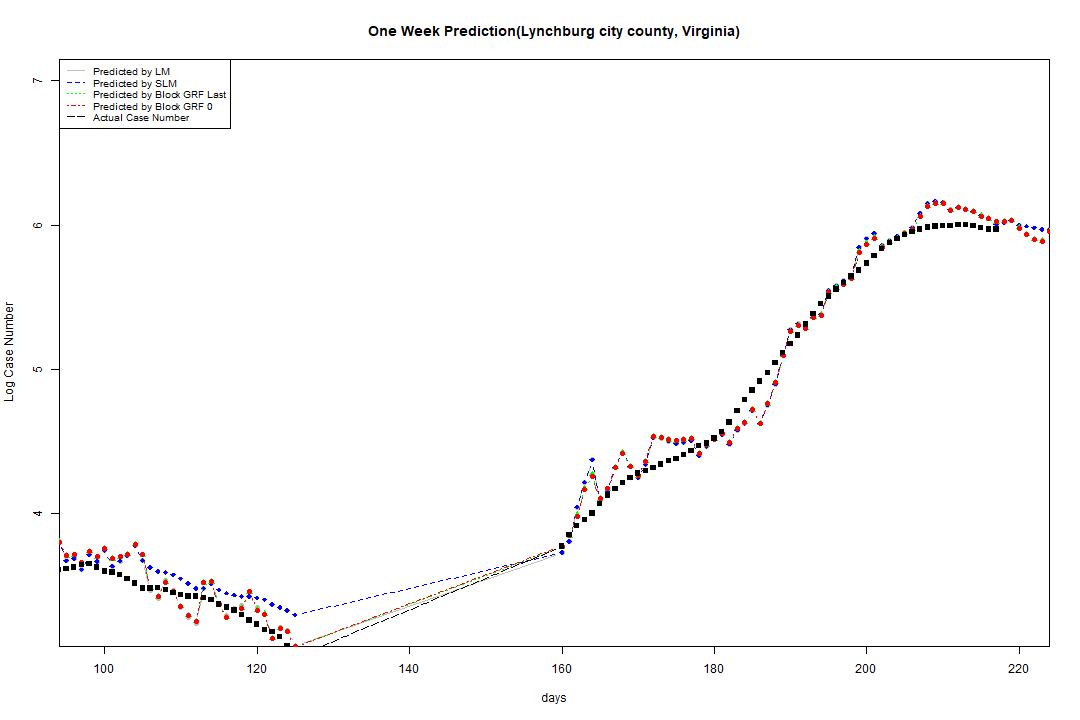 One Week Prediction(Lynchburg city county, Virginia)
Predicted by LM
Predicted by SLM
Predicted by Block GRF Last
Predicted by Block GRF 0
Actual Case Number
7
6
5
4
Log Case Number
100 120 140 160 180 200 220
days